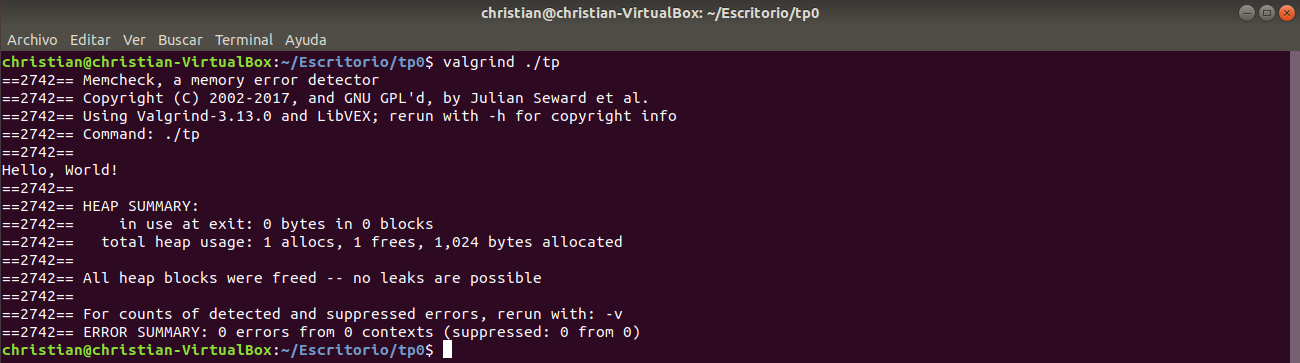 christian@christian-VirtualBox: ~/Escritorio/tp0
Archivo Editar Ver Buscar Terminal Ayuda
christian@christian-VirtualBox:~/Escritorio/tp0$ valgrind ./tp
==2742== Memcheck, a memory error detector
==2742== Copyright (C) 2002-2017, and GNU GPL'd, by Julian Seward et al.
==2742== Using Valgrind-3.13.0 and LibVEX; rerun with -h for copyright info
==2742== Command: ./tp
==2742==
Hello, World!
==2742==
==2742== HEAP SUMMARY:
==2742==     in use at exit: 0 bytes in 0 blocks
==2742==   total heap usage: 1 allocs, 1 frees, 1,024 bytes allocated
==2742==
==2742== All heap blocks were freed -- no leaks are possible
==2742==
==2742== For counts of detected and suppressed errors, rerun with: -v
==2742== ERROR SUMMARY: 0 errors from 0 contexts (suppressed: 0 from 0)
christian@christian-VirtualBox:~/Escritorio/tp0$